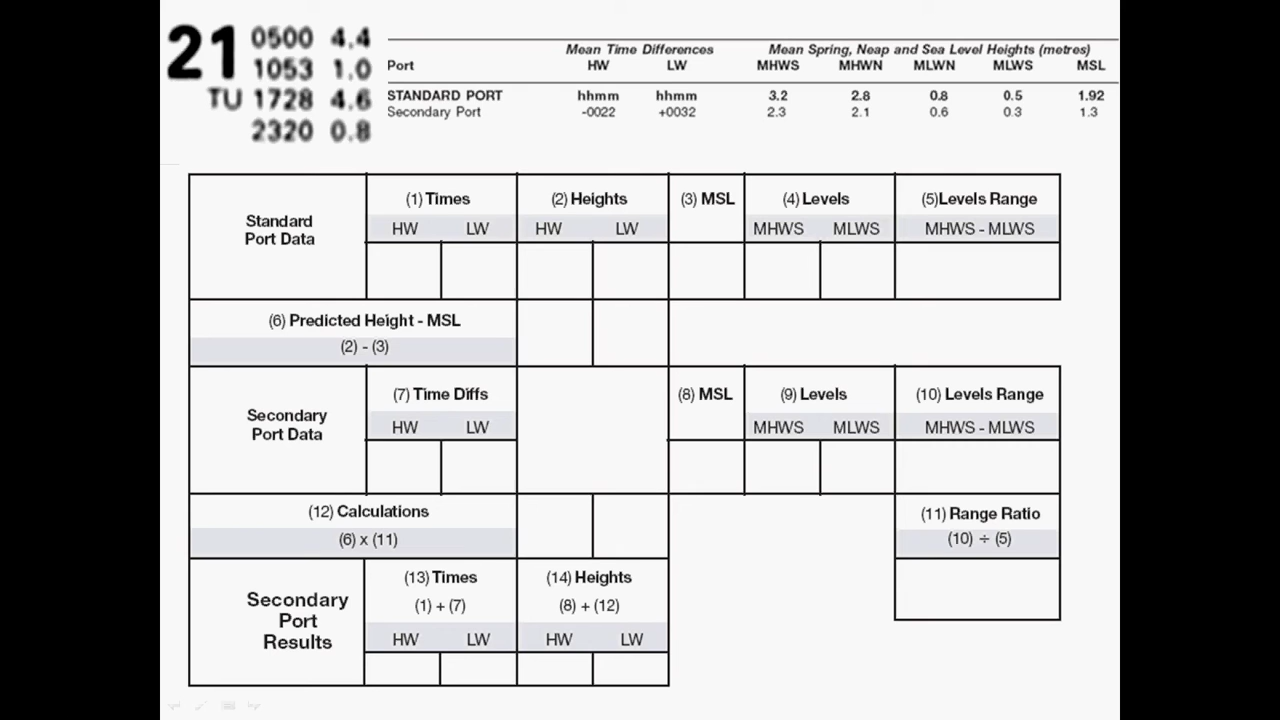 21 0500 4.4
1053 1.0
TU 1728 4.6
2320 0.8
Mean Time Differences Mean Spring, Neap and Sea Level Heights (metres)
Port HW LW MHWS MHWN MLWN MLWS MSL
STANDARD PORT hhmm hhmm 3.2 2.8 0.8 0.5 1.92
Secondary Port -0022 +0032 2.3 2.1 0.6 0.3 1.3
Standard Port Data
(1) Times
HW LW
(2) Heights
HW LW
(3) MSL
(4) Levels
MHWS MLWS
(5)Levels Range
MHWS - MLWS
(6) Predicted Height - MSL
(2) - (3)
Secondary
Port Data
(7) Time Diffs
HW LW
(8) MSL
(9) Levels
MHWS MLWS
(10) Levels Range
MHWS - MLWS
(12) Calculations
(6) x (11)
(11) Range Ratio
(10) ÷ (5)
Secondary
Port
Results
(13) Times
(1) + (7)
HW LW
(14) Heights
(8) + (12)
HW LW